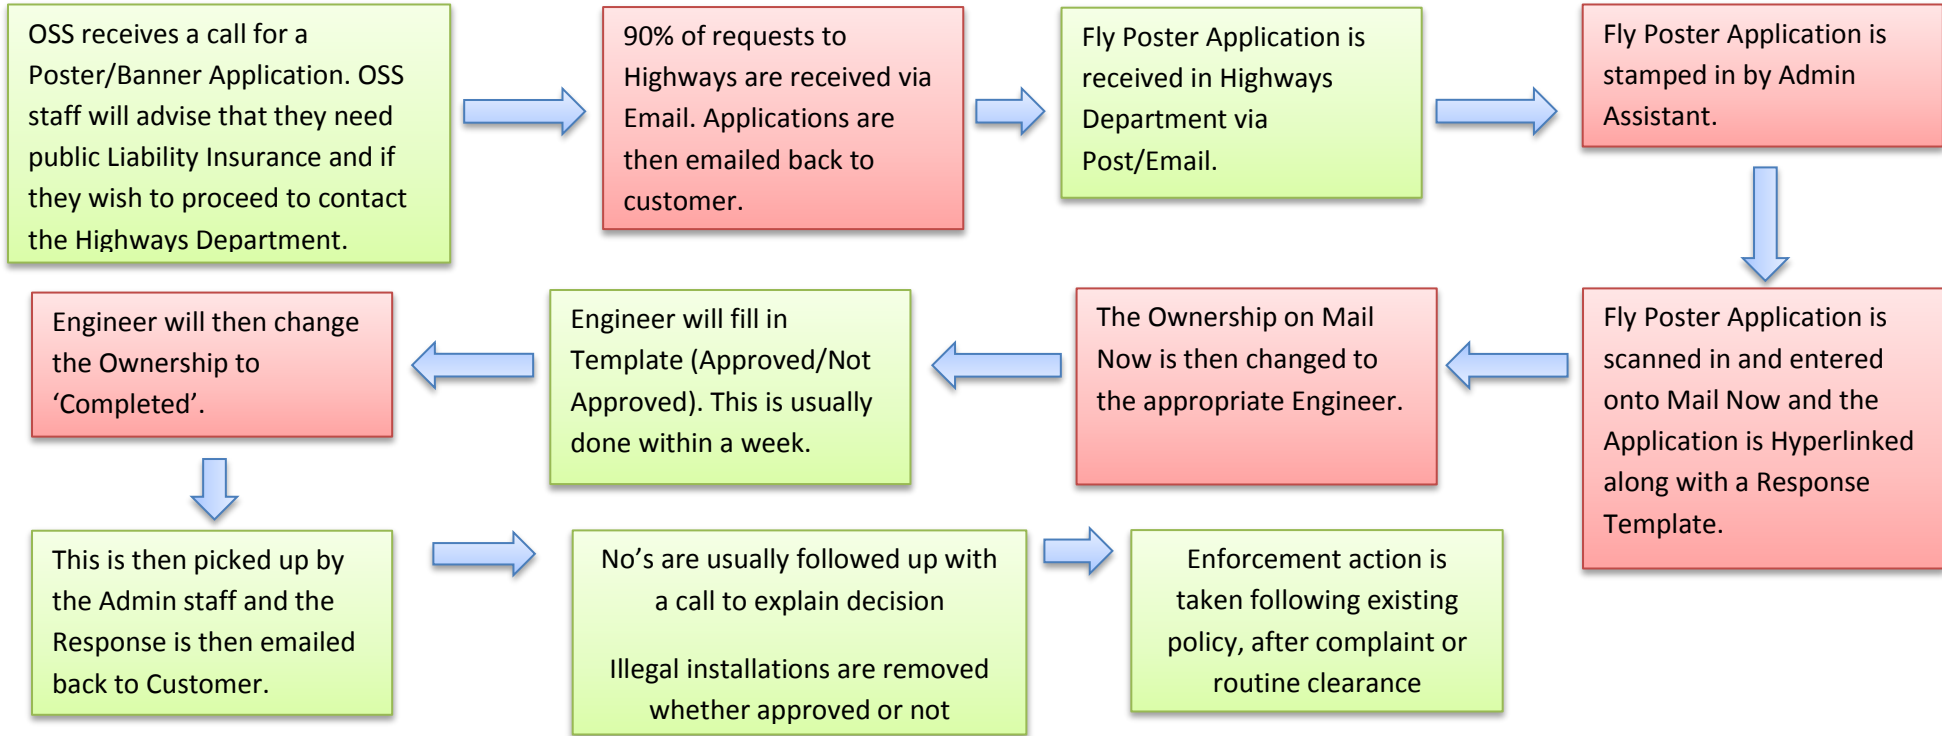 OSS receives a call for a
Poster/Banner Application. OSS
staff will advise that they need
public Liability Insurance and if
they wish to proceed to contact
the Highways Department.
90% of requests to
Highways are received via
Email. Applications are
then emailed back to
customer.
Fly Poster Application is
received in Highways
Department via
Post/Email.
Fly Poster Application is
stamped in by Admin
Assistant.
Fly Poster Application is
scanned in and entered
onto Mail Now and the
Application is Hyperlinked
along with a Response
Template.
The Ownership on Mail
Now is then changed to
the appropriate Engineer.
Engineer will fill in
Template (Approved/Not
Approved). This is usually
done within a week.
Engineer will then change
the Ownership to
‘Completed’.
This is then picked up by
the Admin staff and the
Response is then emailed
back to Customer.
No’s are usually followed up with
a call to explain decision
Illegal installations are removed
whether approved or not
Enforcement action is
taken following existing
policy, after complaint or
routine clearance